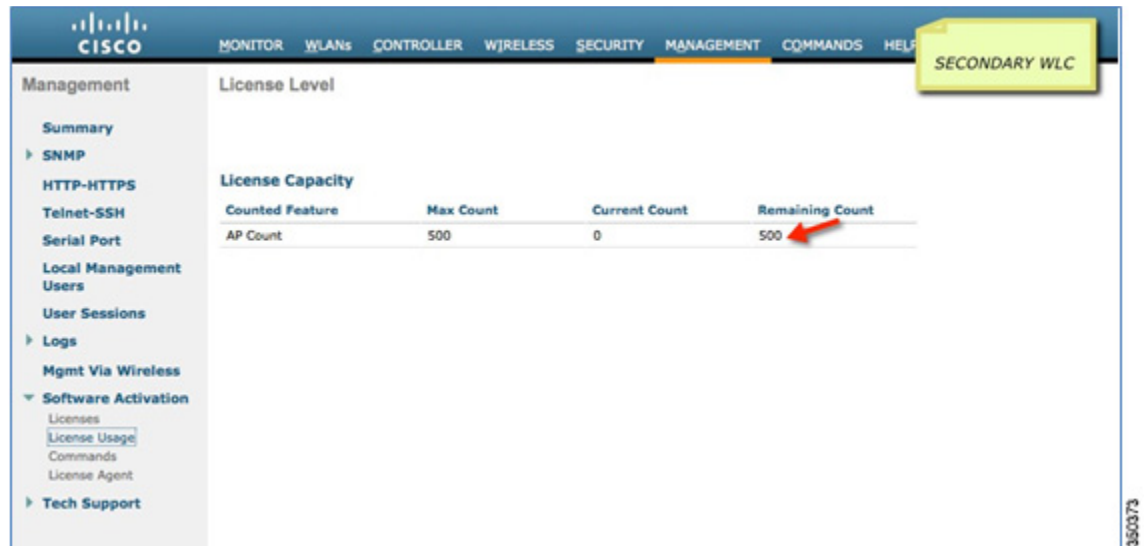 CISCO
MONITOR WLANs CONTROLLER WIRELESS SECURITY MANAGEMENT COMMANDS
SECONDARY WLC
Management
Summary
SNMP
HTTP-HTTPS
Telnet-SSH
Serial Port
Local Management
Users
User Sessions
Logs
Mgmt Via Wireless
Software Activation
Licenses
License Usage
Commands
License Agent
Tech Support
License Level
License Capacity
Counted Feature Max Count Current Count Remaining Count
AP Count 500 0 500
350373